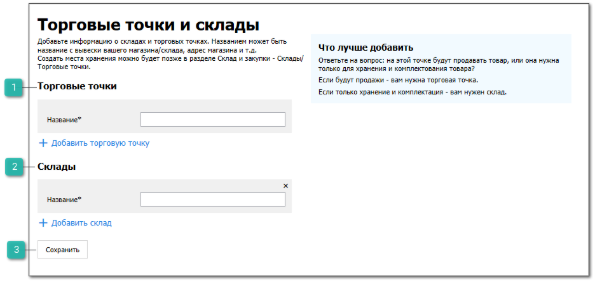 Торговые точки и склады
Добавьте информацию о складах и торговых точках. Названием может быть
название с вывески вашего магазина/склада, адрес магазина и т.д.
Создать места хранения можно будет позже в разделе Склад и закупки - Склады/
Торговые точки.
Что лучше добавить
Ответьте на вопрос: на этой точке будут продавать товар, или она нужна
только для хранения и комплектования товара?
Если будут продажи - вам нужна торговая точка.
Если только хранение и комплектация - вам нужен склад.
1
Торговые точки
Название*
+ Добавить торговую точку
2
Склады
×
Название*
+ Добавить склад
3
Сохранить